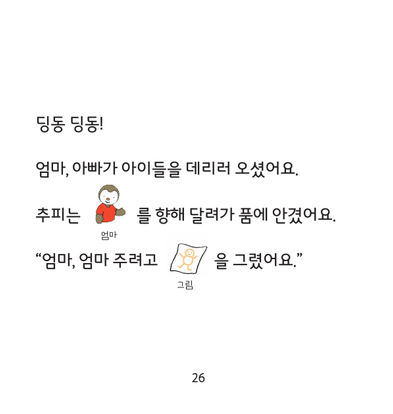 딩동 딩동!
엄마, 아빠가 아이들을 데리러 오셨어요.
추피는 를 향해 달려가 품에 안겼어요.
엄마
“엄마, 엄마 주려고 을 그렸어요.”
그림
26